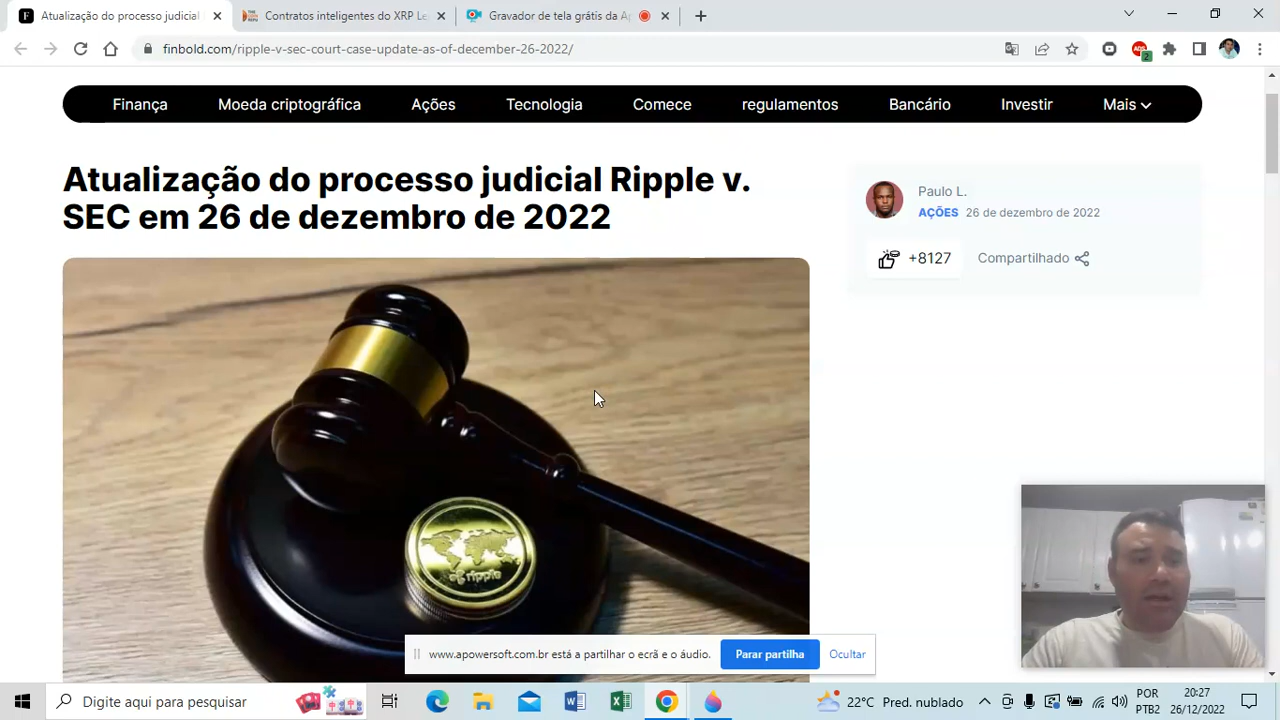 Atualização do processo judicial
Contratos inteligentes do XRP Le
Gravador de tela grátis da A
finbold.com/ripple-v-sec-court-case-update-as-of-december-26-2022/
ADS
2
Finança
Moeda criptográfica
Ações
Tecnologia
Comece
regulamentos
Bancário
Investir
Mais
Atualização do processo judicial Ripple v.
SEC em 26 de dezembro de 2022
Paulo L.
AÇÕES 26 de dezembro de 2022
+8127
Compartilhado
ripple
www.apowersoft.com.br está a partilhar o ecrã e o áudio.
Parar partilha
Ocultar
Digite aqui para pesquisar
22°C Pred. nublado
POR
PTB2
20:27
26/12/2022